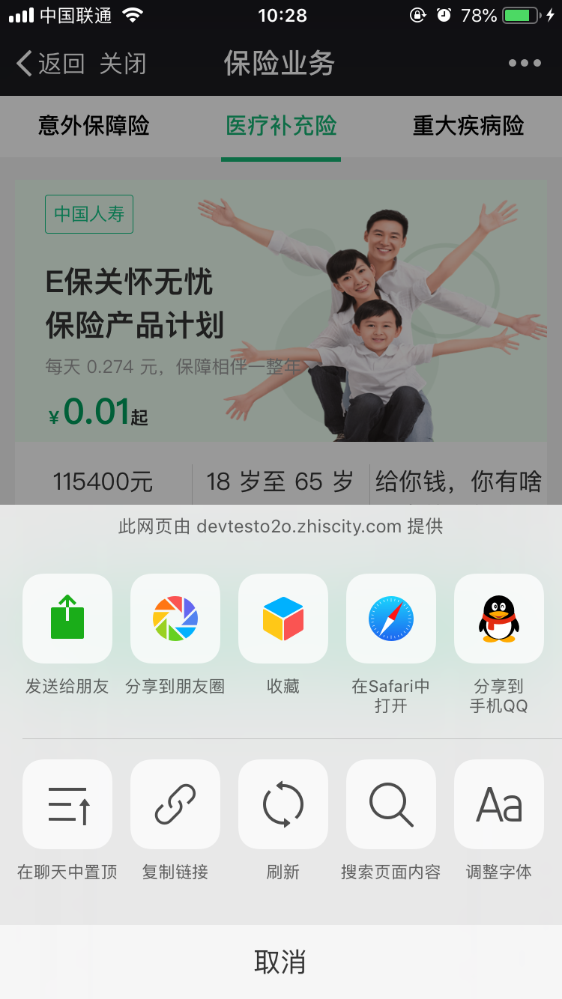 中国联通 10:28 78%
返回 关闭 保险业务
意外保障险 医疗补充险 重大疾病险
中国人寿
E保关怀无忧
保险产品计划
每天 0.274 元，保障相伴一整年
¥0.01起
115400元 18 岁至 65 岁 给你钱，你有啥
此网页由 devtesto2o.zhiscity.com 提供
发送给朋友 分享到朋友圈 收藏 在Safari中 分享到
打开 手机QQ
Aa
在聊天中置顶 复制链接 刷新 搜索页面内容 调整字体
取消